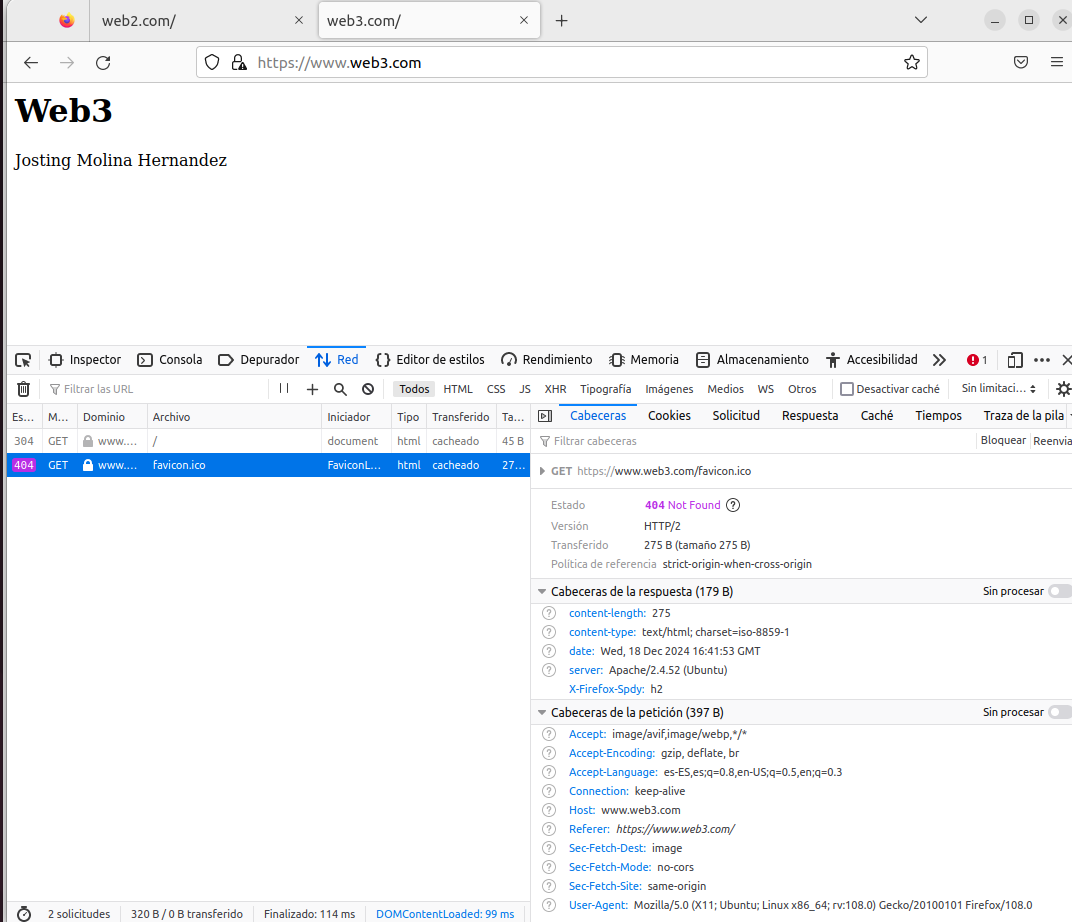 web2.com/
web3.com/
https://www.web3.com
Web3
Josting Molina Hernandez
Inspector Consola Depurador Red Editor de estilos Rendimiento Memoria Almacenamiento Accesibilidad 1
Filtrar las URL Todos HTML CSS JS XHR Tipografía Imágenes Medios WS Otros Desactivar caché Sin limitaci...
Es... M... Dominio Archivo Iniciador Tipo Transferido Ta...
304 GET www.... / document html cacheado 45 B
404 GET www.... favicon.ico FaviconL... html cacheado 27...
Cabeceras Cookies Solicitud Respuesta Caché Tiempos Traza de la pila
Filtrar cabeceras Bloquear Reenvia
GET https://www.web3.com/favicon.ico
Estado 404 Not Found
Versión HTTP/2
Transferido 275 B (tamaño 275 B)
Política de referencia strict-origin-when-cross-origin
Cabeceras de la respuesta (179 B) Sin procesar
content-length: 275
content-type: text/html; charset=iso-8859-1
date: Wed, 18 Dec 2024 16:41:53 GMT
server: Apache/2.4.52 (Ubuntu)
X-Firefox-Spdy: h2
Cabeceras de la petición (397 B) Sin procesar
Accept: image/avif,image/webp,*/*
Accept-Encoding: gzip, deflate, br
Accept-Language: es-ES,es;q=0.8,en-US;q=0.5,en;q=0.3
Connection: keep-alive
Host: www.web3.com
Referer: https://www.web3.com/
Sec-Fetch-Dest: image
Sec-Fetch-Mode: no-cors
Sec-Fetch-Site: same-origin
User-Agent: Mozilla/5.0 (X11; Ubuntu; Linux x86_64; rv:108.0) Gecko/20100101 Firefox/108.0
2 solicitudes 320 B / 0 B transferido Finalizado: 114 ms DOMContentLoaded: 99 ms